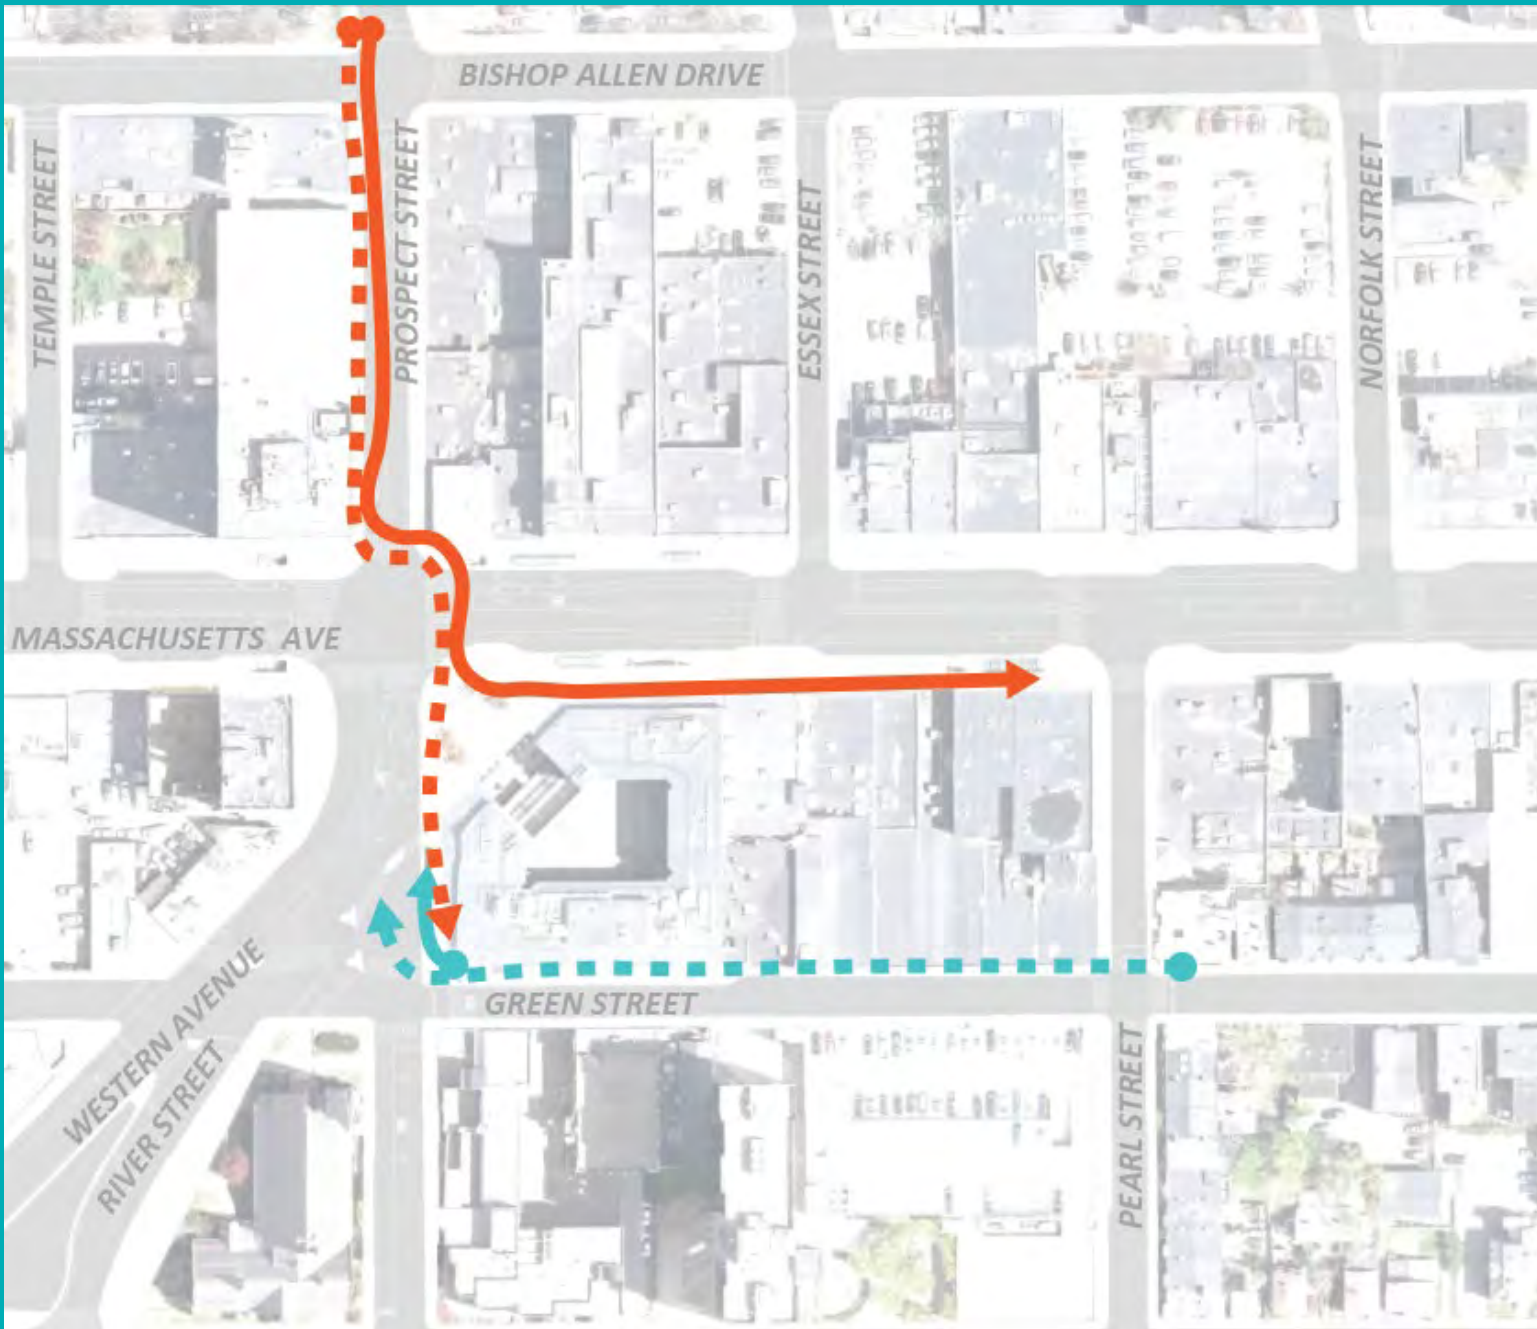 BISHOP ALLEN DRIVE
TEMPLE STREET
PROSPECT STREET
ESSEX STREET
NORFOLK STREET
MASSACHUSETTS AVE
WESTERN AVENUE
RIVER STREET
GREEN STREET
PEARL STREET